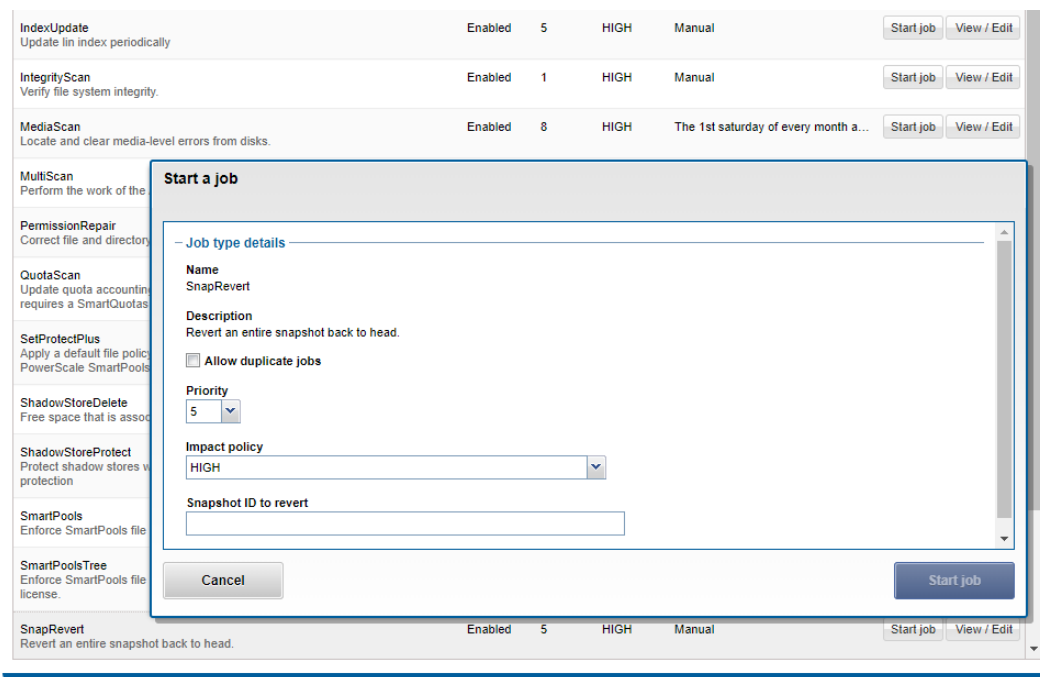 IndexUpdate Enabled 5 HIGH Manual Start job View / Edit
Update lin index periodically
IntegrityScan Enabled 1 HIGH Manual Start job View / Edit
Verify file system integrity.
MediaScan Enabled 8 HIGH The 1st saturday of every month a... Start job View / Edit
Locate and clear media-level errors from disks.
MultiScan
Perform the work of the
PermissionRepair
Correct file and directory
QuotaScan
Update quota accounting
requires a SmartQuotas
SetProtectPlus
Apply a default file policy
PowerScale SmartPools
ShadowStoreDelete
Free space that is assoc
ShadowStoreProtect
Protect shadow stores w
protection
SmartPools
Enforce SmartPools file
SmartPoolsTree
Enforce SmartPools file
license.
Start a job
Job type details
Name
SnapRevert
Description
Revert an entire snapshot back to head.
Allow duplicate jobs
Priority
5
Impact policy
HIGH
Snapshot ID to revert
Cancel Start job
SnapRevert Enabled 5 HIGH Manual Start job View / Edit
Revert an entire snapshot back to head.